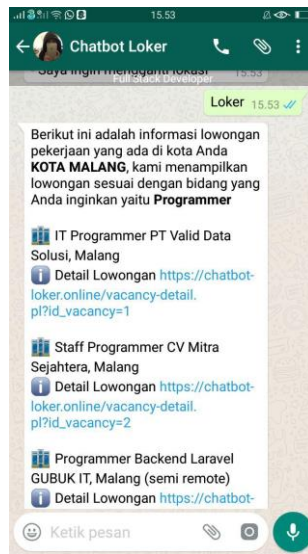 15.53
Chatbot Loker
Saya ingin mengganti lokasi 15.53
Full Stack Developer
Loker 15.53
Berikut ini adalah informasi lowongan
pekerjaan yang ada di kota Anda
KOTA MALANG, kami menampilkan
lowongan sesuai dengan bidang yang
Anda inginkan yaitu Programmer
IT Programmer PT Valid Data
Solusi, Malang
Detail Lowongan https://chatbot-
loker.online/vacancy-detail.
pl?id_vacancy=1
Staff Programmer CV Mitra
Sejahtera, Malang
Detail Lowongan https://chatbot-
loker.online/vacancy-detail.
pl?id_vacancy=2
Programmer Backend Laravel
GUBUK IT, Malang (semi remote)
Detail Lowongan https://chatbot-
Ketik pesan